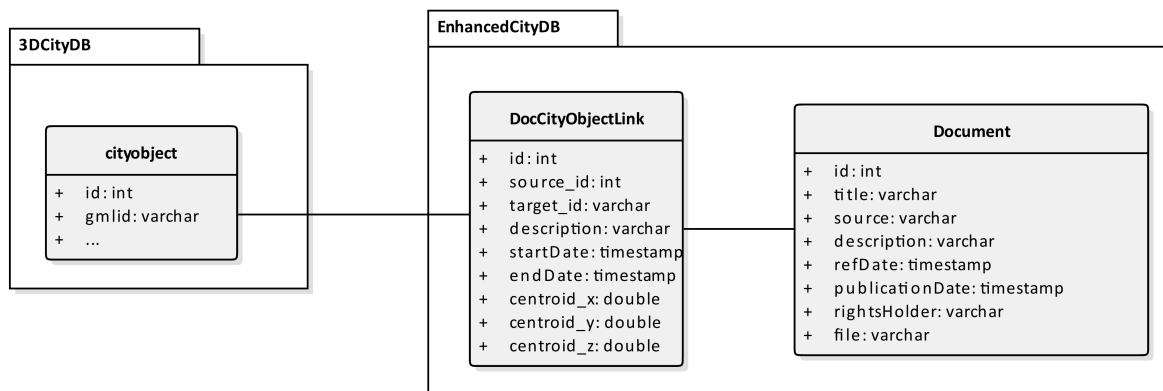 3DCityDB
cityobject
+ id: int
+ gmlid: varchar
+ ...
EnhancedCityDB
DocCityObjectLink
+ id: int
+ source_id: int
+ target_id: varchar
+ description: varchar
+ startDate: timestamp
+ endDate: timestamp
+ centroid_x: double
+ centroid_y: double
+ centroid_z: double
Document
+ id: int
+ title: varchar
+ source: varchar
+ description: varchar
+ refDate: timestamp
+ publicationDate: timestamp
+ rightsHolder: varchar
+ file: varchar